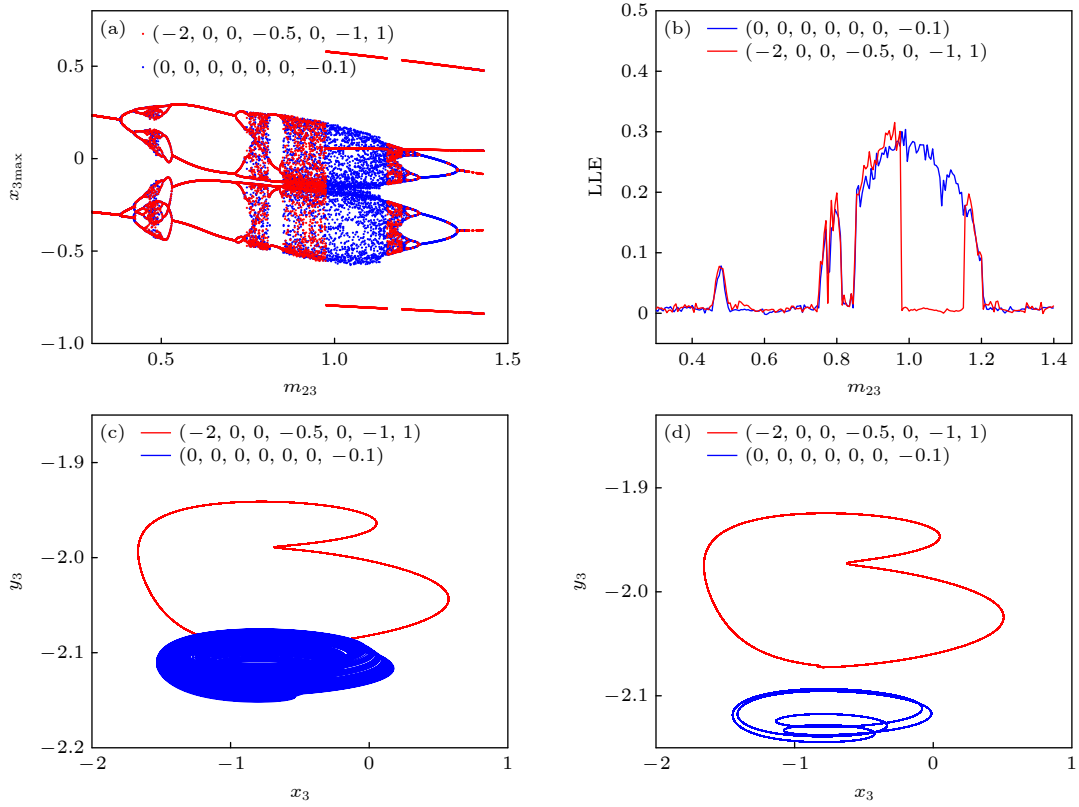 (a)
(−2, 0, 0, −0.5, 0, −1, 1)
(0, 0, 0, 0, 0, 0, −0.1)
0.5
0
−0.5
−1.0
x3max
0.5
1.0
1.5
m23
(b)
(0, 0, 0, 0, 0, 0, −0.1)
(−2, 0, 0, −0.5, 0, −1, 1)
0.5
0.4
0.3
0.2
0.1
0
LLE
0.4
0.6
0.8
1.0
1.2
1.4
m23
(c)
(−2, 0, 0, −0.5, 0, −1, 1)
(0, 0, 0, 0, 0, 0, −0.1)
−1.9
−2.0
−2.1
−2.2
y3
−2
−1
0
1
x3
(d)
(−2, 0, 0, −0.5, 0, −1, 1)
(0, 0, 0, 0, 0, 0, −0.1)
−1.9
−2.0
−2.1
y3
−2
−1
0
1
x3